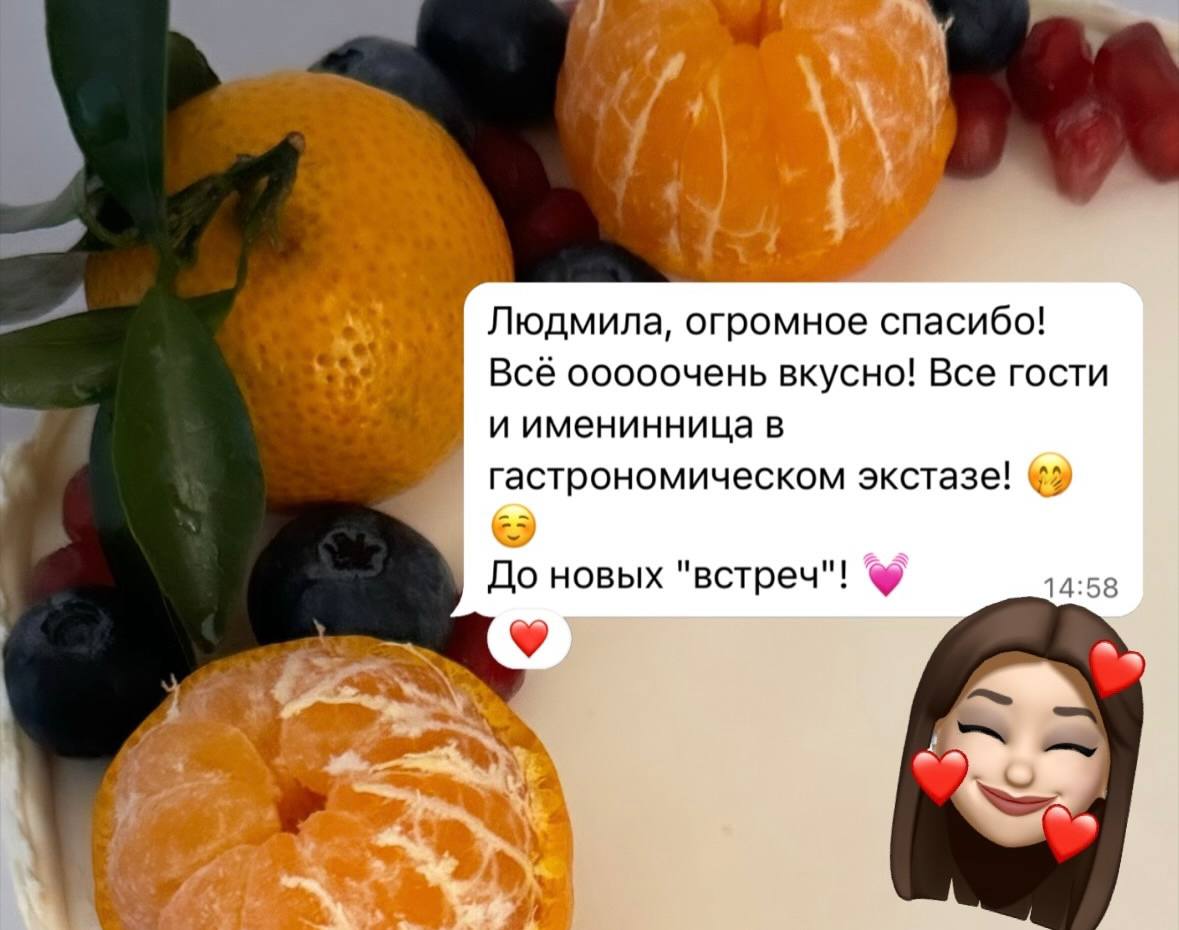 Людмила, огромное спасибо!
Всё ооооочень вкусно! Все гости
и именинница в
гастрономическом экстазе! 🤭
☺️
До новых "встреч"! 💓
14:58